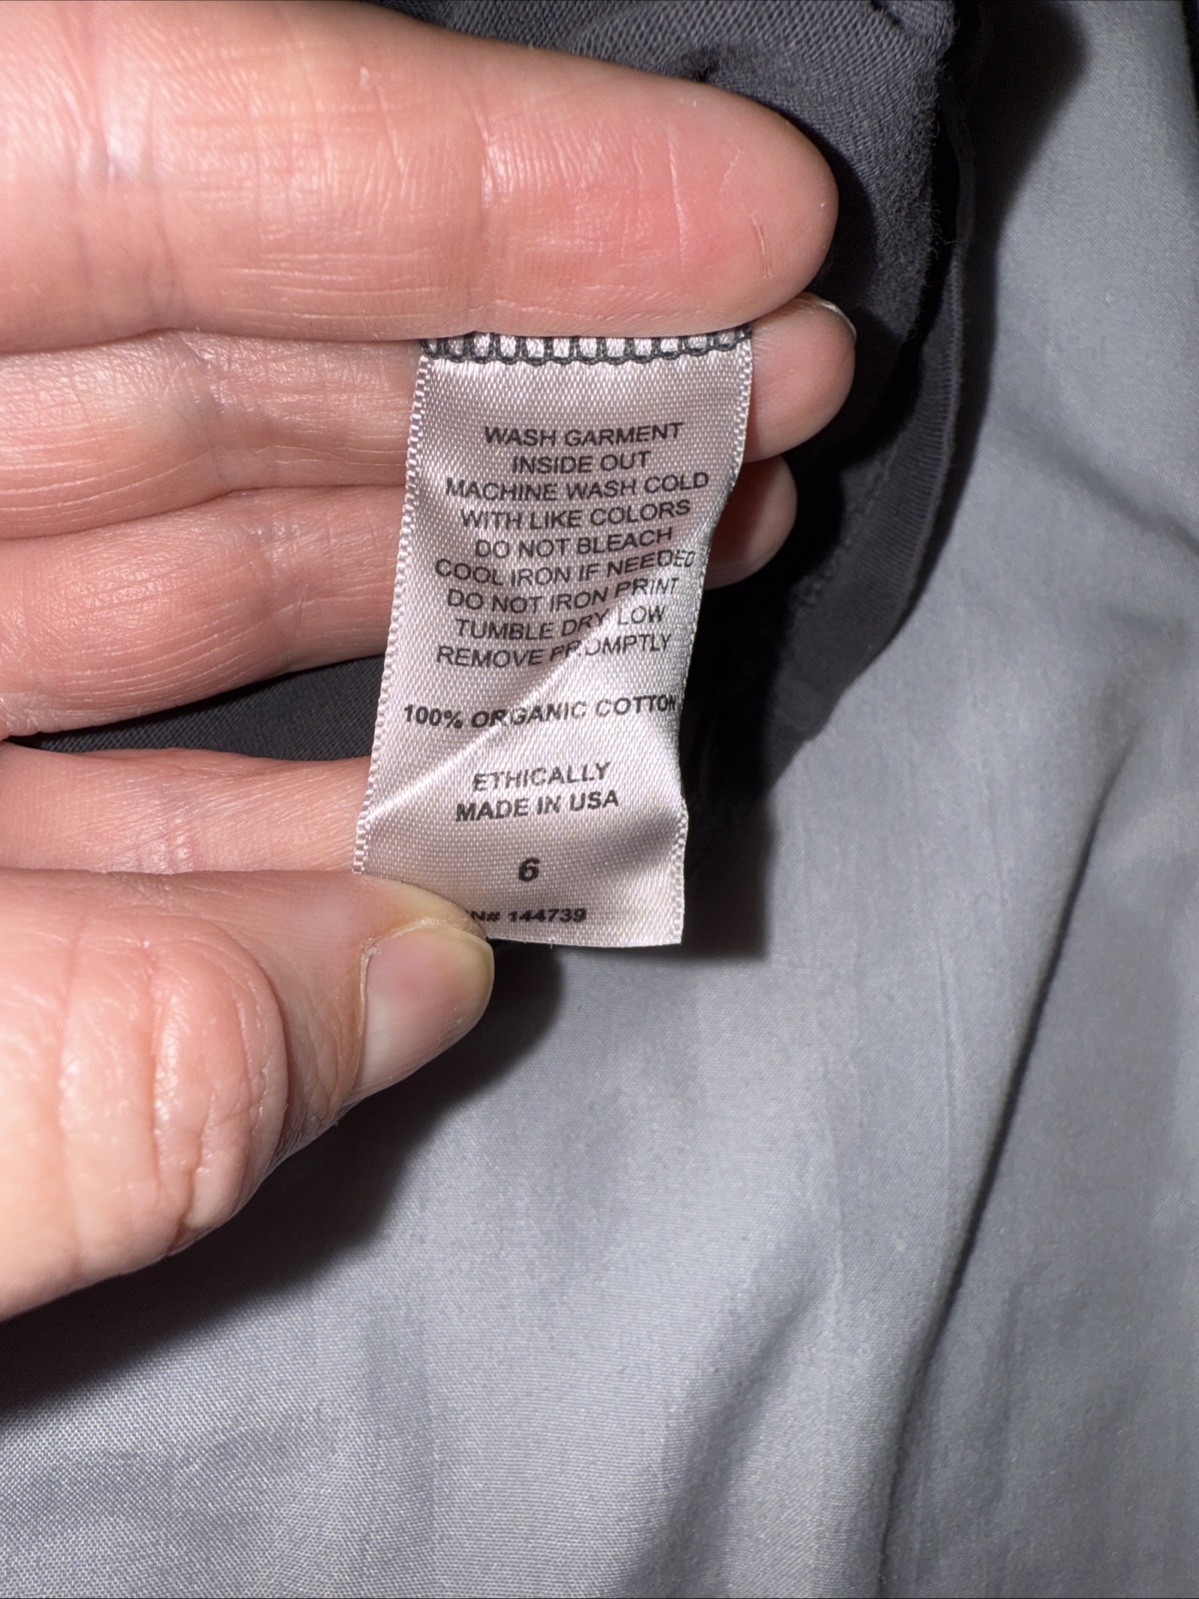 WASH GARMENT
INSIDE OUT
MACHINE WASH COLD
WITH LIKE COLORS
DO NOT BLEACH
COOL IRON IF NEEDED
DO NOT IRON PRINT
TUMBLE DRY LOW
REMOVE PROMPTLY
100% ORGANIC COTTON
ETHICALLY
MADE IN USA
6
N# 144739